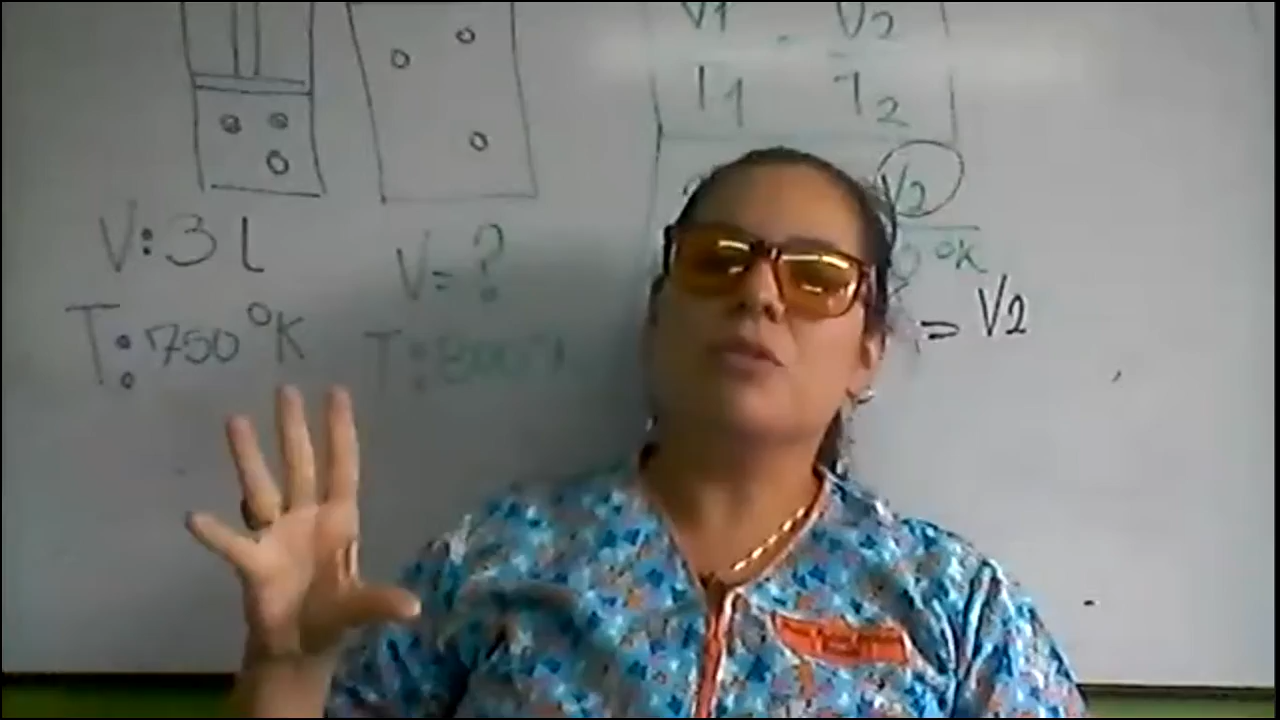 V1 V2
T1 T2
V2
V: 3 L
V= ?
°K
T: 750 °K
= V2